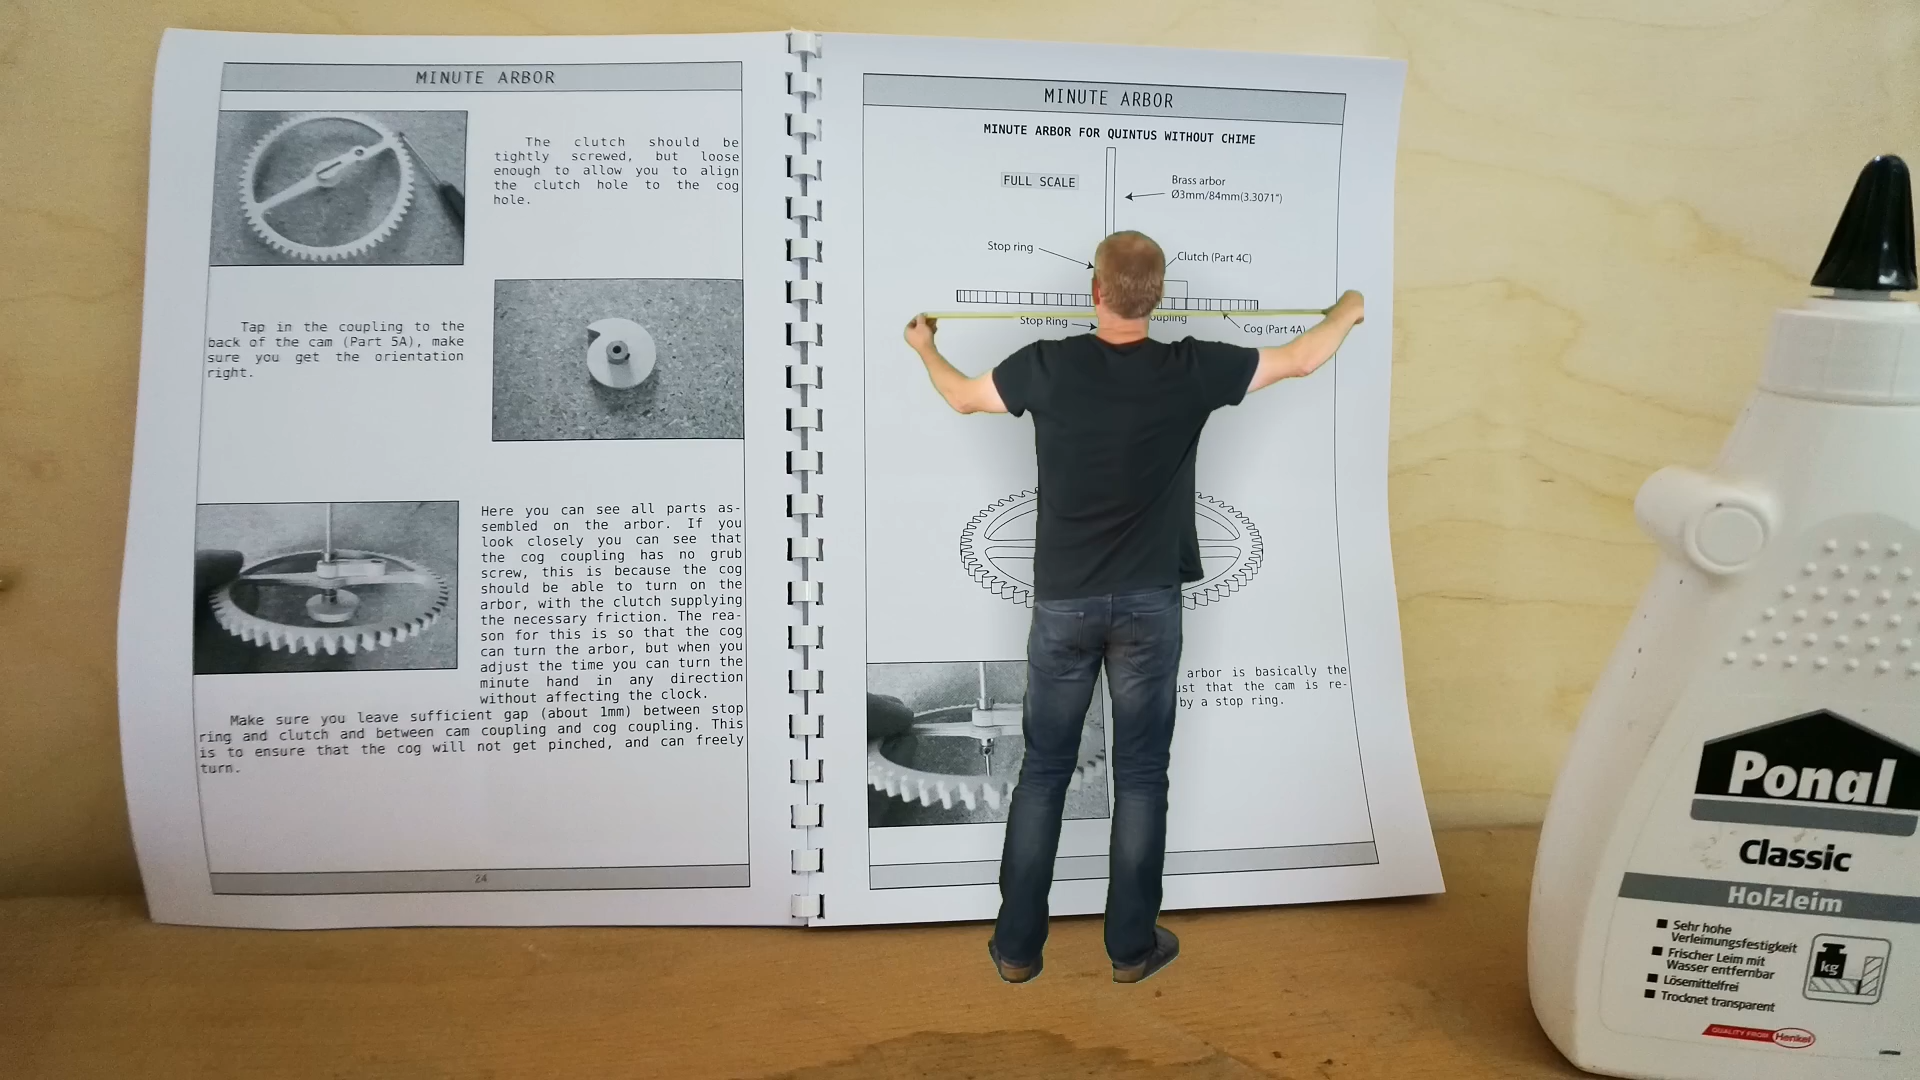 MINUTE ARBOR
The clutch should be
tightly screwed, but loose
enough to allow you to align
the clutch hole to the cog
hole.
Tap in the coupling to the
back of the cam (Part 5A), make
sure you get the orientation
right.
Here you can see all parts as-
sembled on the arbor. If you
look closely you can see that
the cog coupling has no grub
screw, this is because the cog
should be able to turn on the
arbor, with the clutch supplying
the necessary friction. The rea-
son for this is so that the cog
can turn the arbor, but when you
adjust the time you can turn the
minute hand in any direction
without affecting the clock.
Make sure you leave sufficient gap (about 1mm) between stop
ring and clutch and between cam coupling and cog coupling. This
is to ensure that the cog will not get pinched, and can freely
turn.
24
MINUTE ARBOR
MINUTE ARBOR FOR QUINTUS WITHOUT CHIME
FULL SCALE
Brass arbor
Ø3mm/84mm(3.3071")
Stop ring
Clutch (Part 4C)
Stop Ring
oupling
Cog (Part 4A)
arbor is basically the
ust that the cam is re-
by a stop ring.
Ponal
Classic
Holzleim
Sehr hohe
Verleimungsfestigkeit
Frischer Leim mit
Wasser entfernbar
Lösemittelfrei
Trocknet transparent
kg
QUALITY FROM Henkel